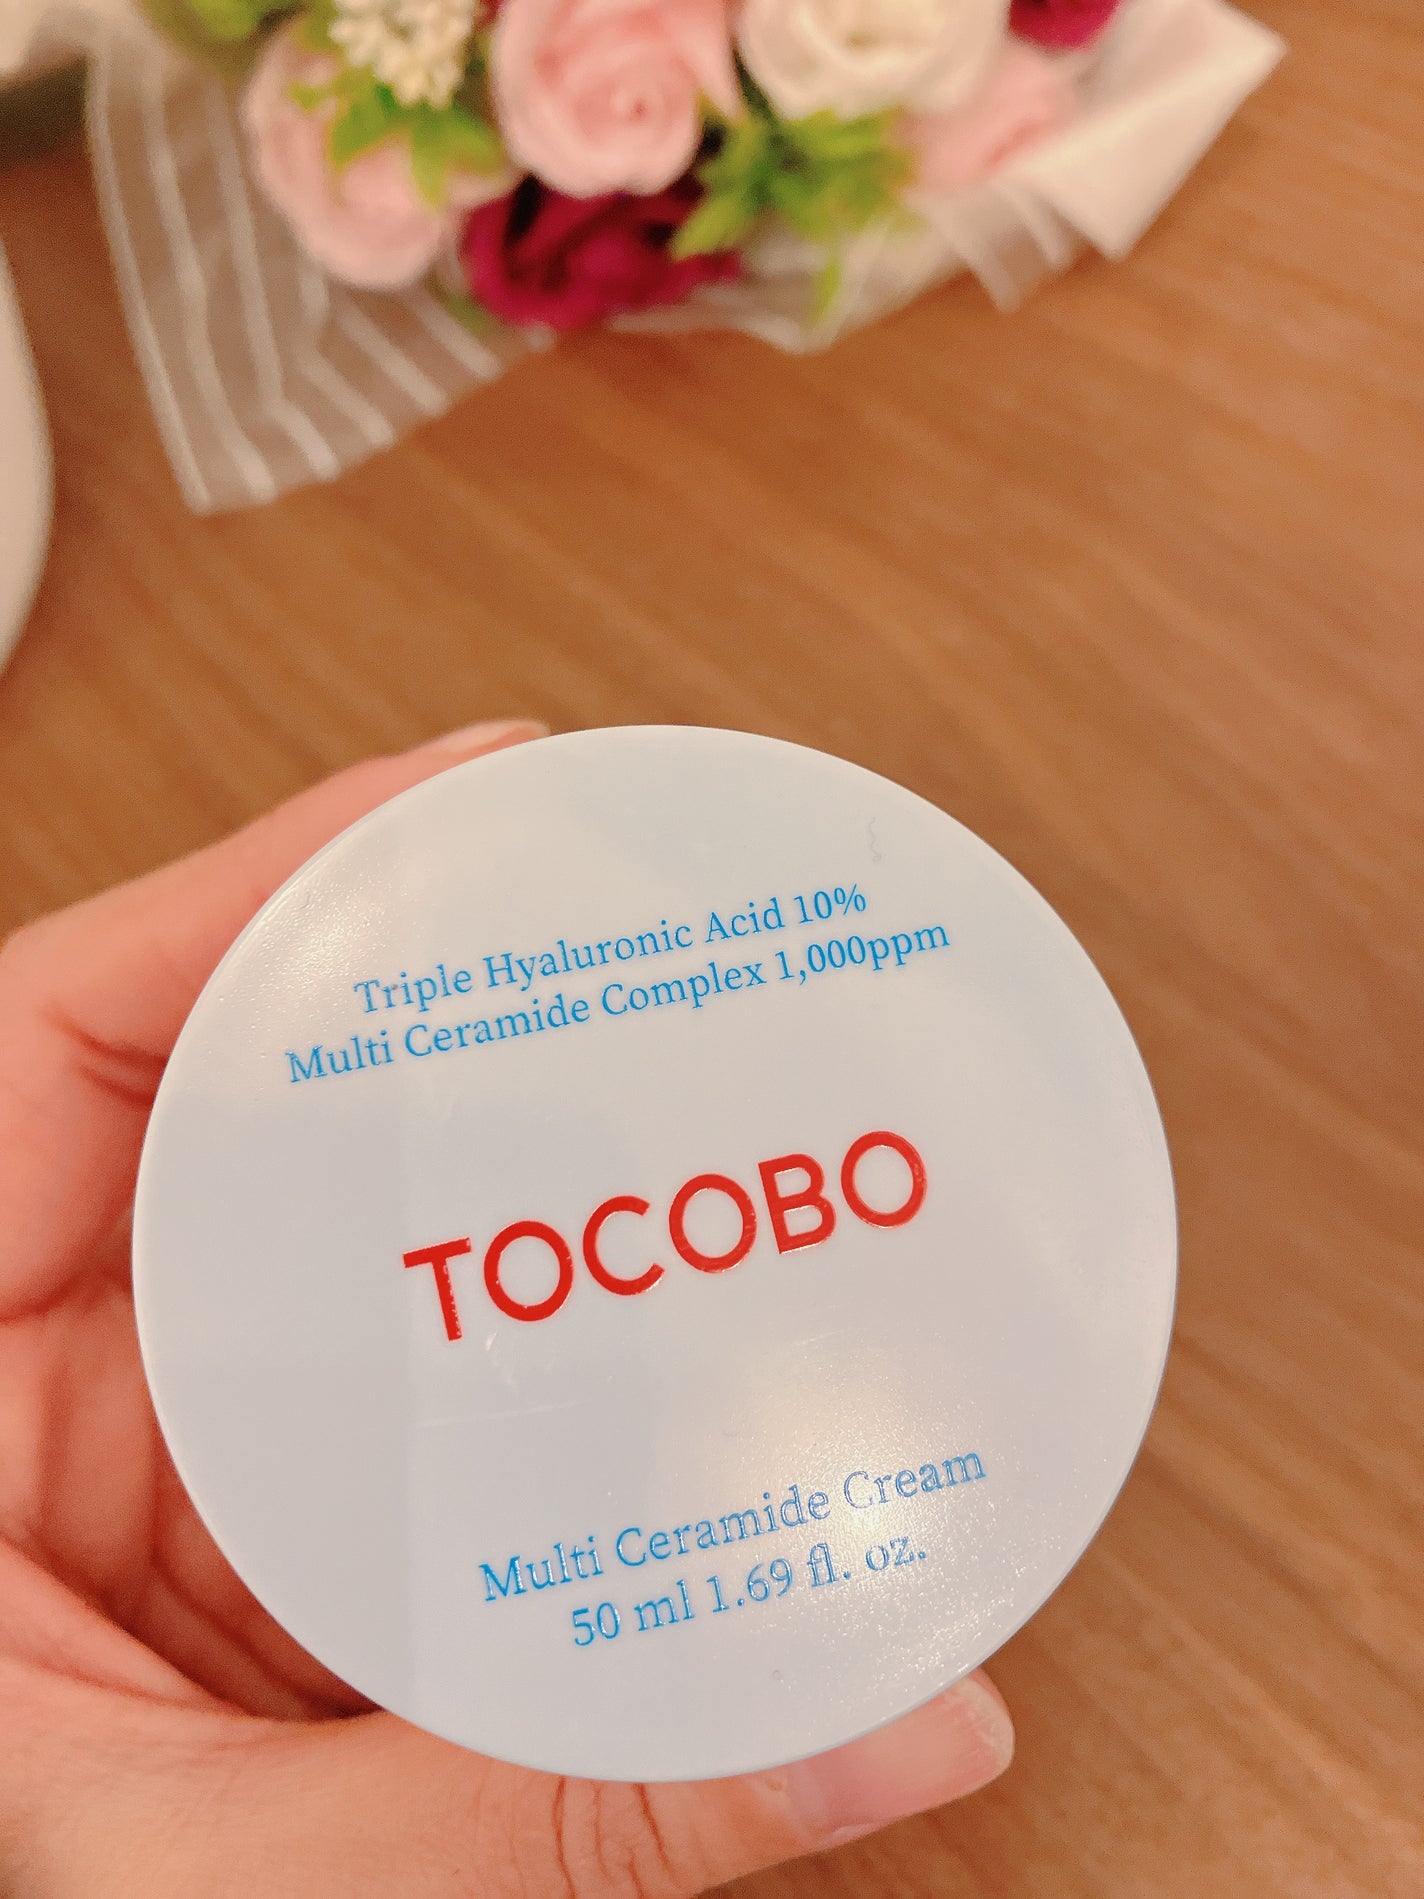 Triple Hyaluronic Acid 10%
Multi Ceramide Complex 1,000ppm
TOCOBO
Multi Ceramide Cream
50 ml 1.69 fl. oz.